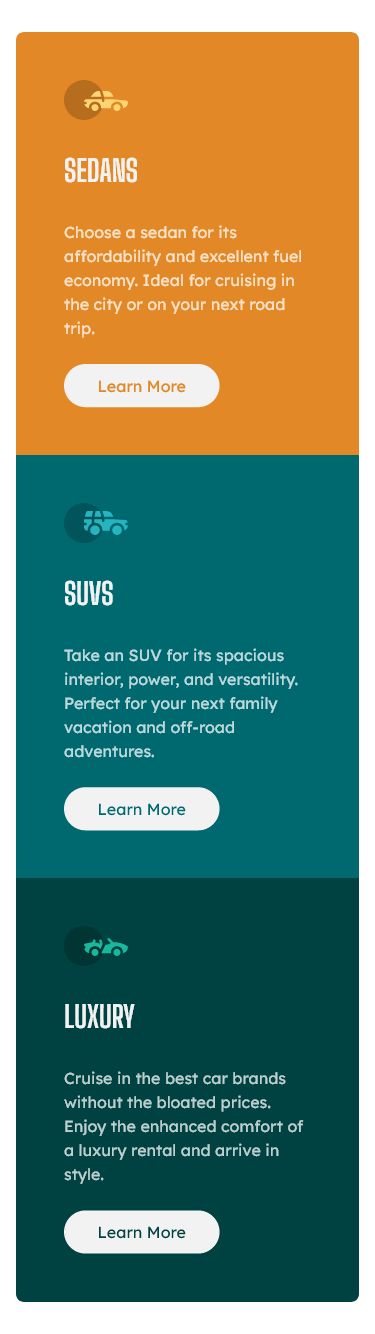 SEDANS
Choose a sedan for its
affordability and excellent fuel
economy. Ideal for cruising in
the city or on your next road
trip.
Learn More
SUVS
Take an SUV for its spacious
interior, power, and versatility.
Perfect for your next family
vacation and off-road
adventures.
Learn More
LUXURY
Cruise in the best car brands
without the bloated prices.
Enjoy the enhanced comfort of
a luxury rental and arrive in
style.
Learn More